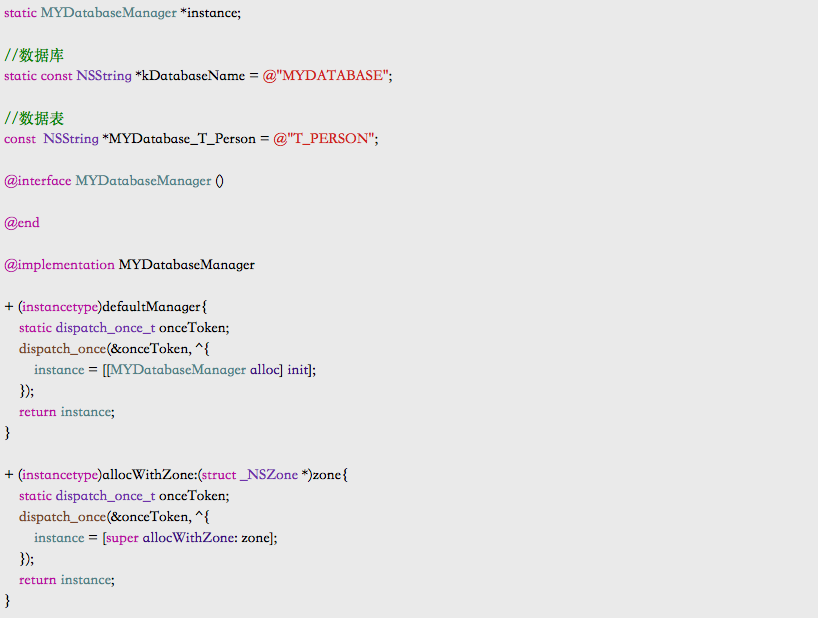 static MYDatabaseManager *instance;
//数据库
static const NSString *kDatabaseName = @"MYDATABASE";
//数据表
const  NSString *MYDatabase_T_Person = @"T_PERSON";
@interface MYDatabaseManager ()
@end
@implementation MYDatabaseManager
+ (instancetype)defaultManager{
    static dispatch_once_t onceToken;
    dispatch_once(&onceToken, ^{
        instance = [[MYDatabaseManager alloc] init];
    });
    return instance;
}
+ (instancetype)allocWithZone:(struct _NSZone *)zone{
    static dispatch_once_t onceToken;
    dispatch_once(&onceToken, ^{
        instance = [super allocWithZone: zone];
    });
    return instance;
}